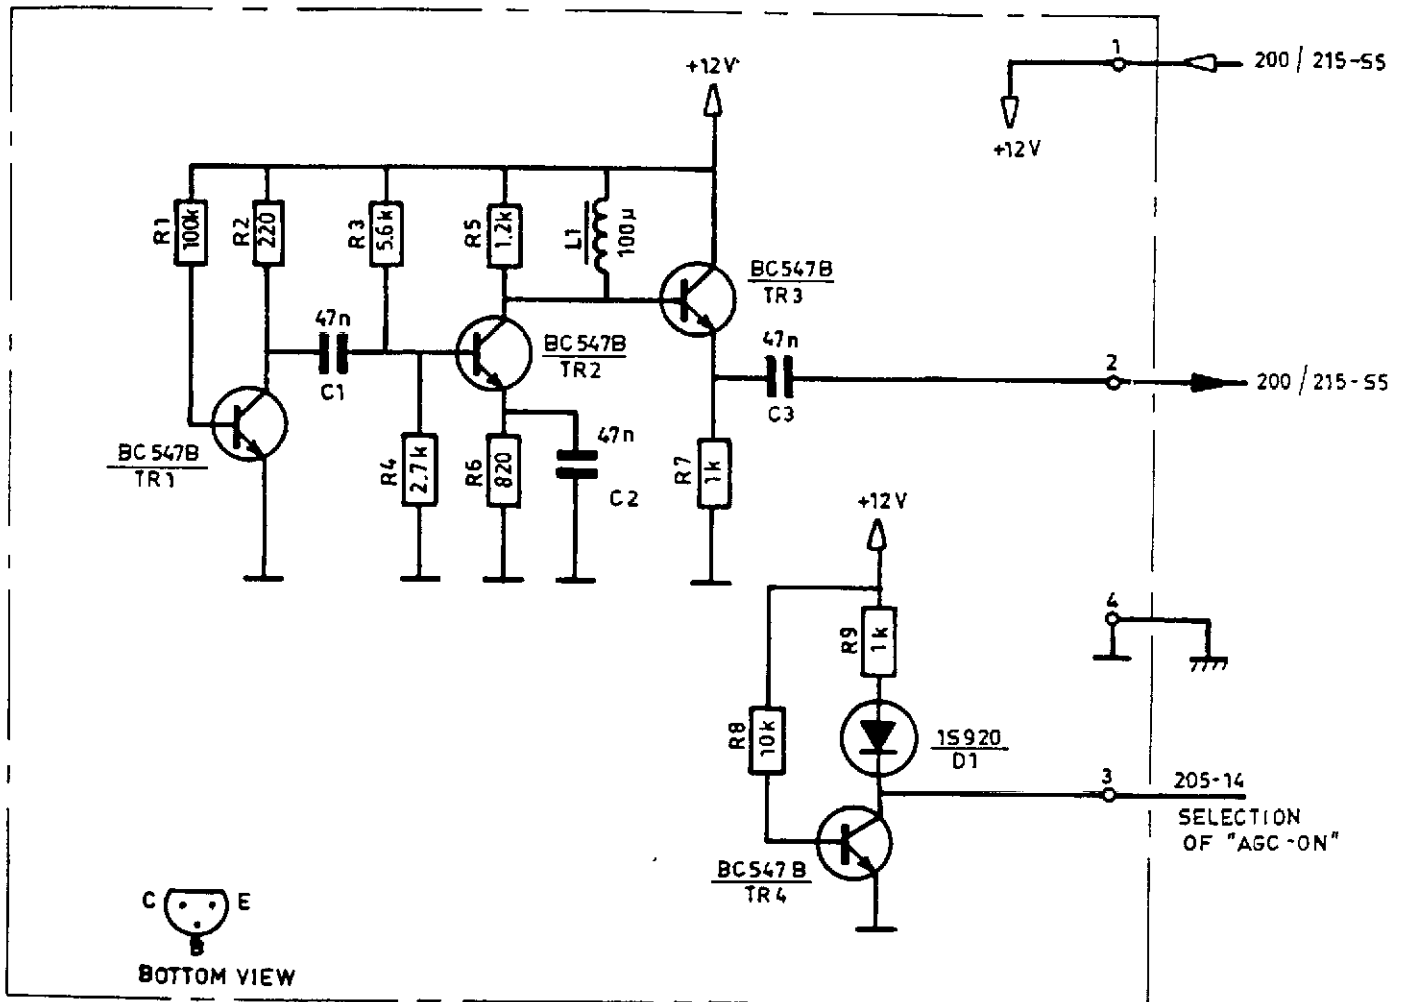 1
200 / 215-S5
+12V
+12V
R1
100k
R2
220
R3
5.6k
R5
1.2k
L1
100µ
BC547B
TR3
47n
C1
BC547B
TR2
47n
C3
2
200 / 215-S5
BC547B
TR1
R4
2.7k
R6
820
47n
C2
R7
1k
+12V
4
R9
1k
R8
10k
1S920
D1
3
205-14
SELECTION
OF "AGC-ON"
BC547B
TR4
C
E
B
BOTTOM VIEW